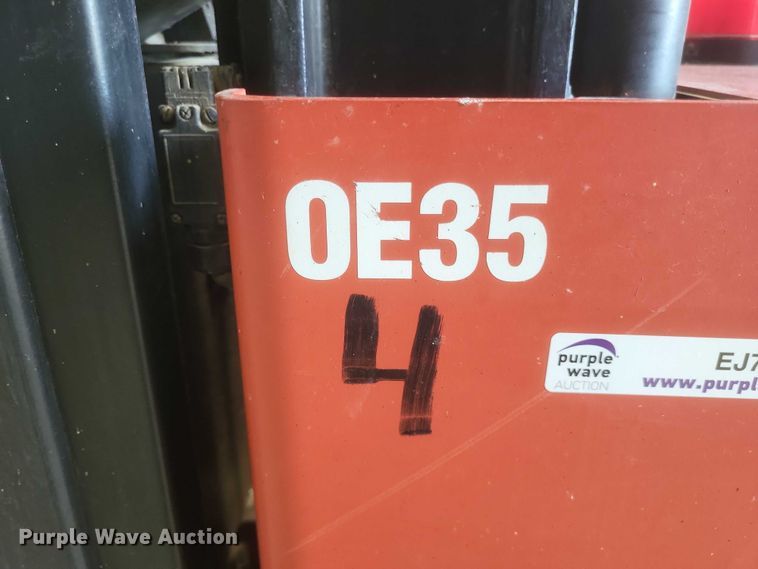 OE35
4
purple
wave
AUCTION
EJ7
www.purpl
Purple Wave Auction